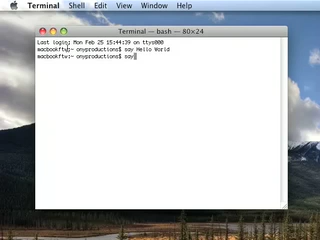 Terminal Shell Edit View Window Help
Terminal — bash — 80×24
Last login: Mon Feb 25 15:44:39 on ttys000
macbookftw:~ onyproductions$ say Hello World
macbookftw:~ onyproductions$ say